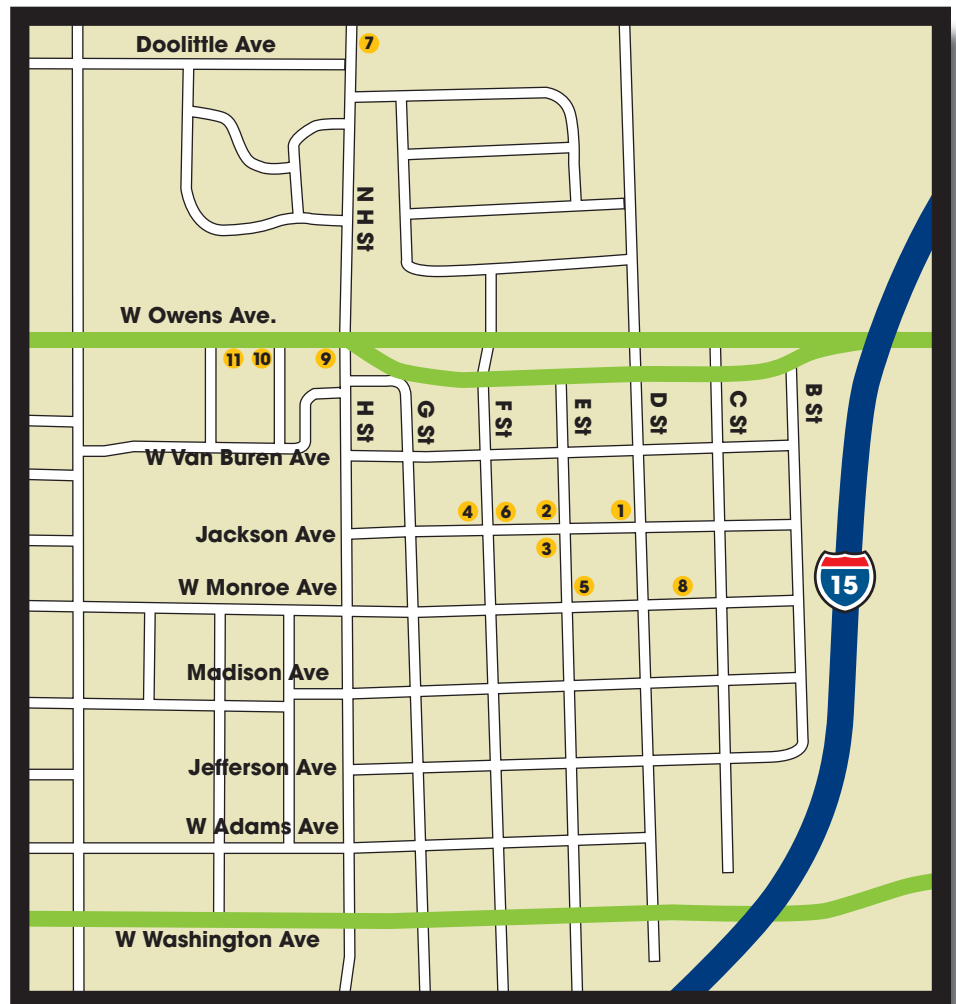 Doolittle Ave
7
N H St
W Owens Ave.
11
10
9
H St
G St
F St
E St
D St
C St
B St
W Van Buren Ave
4
6
2
1
Jackson Ave
3
W Monroe Ave
5
8
15
Madison Ave
Jefferson Ave
W Adams Ave
W Washington Ave